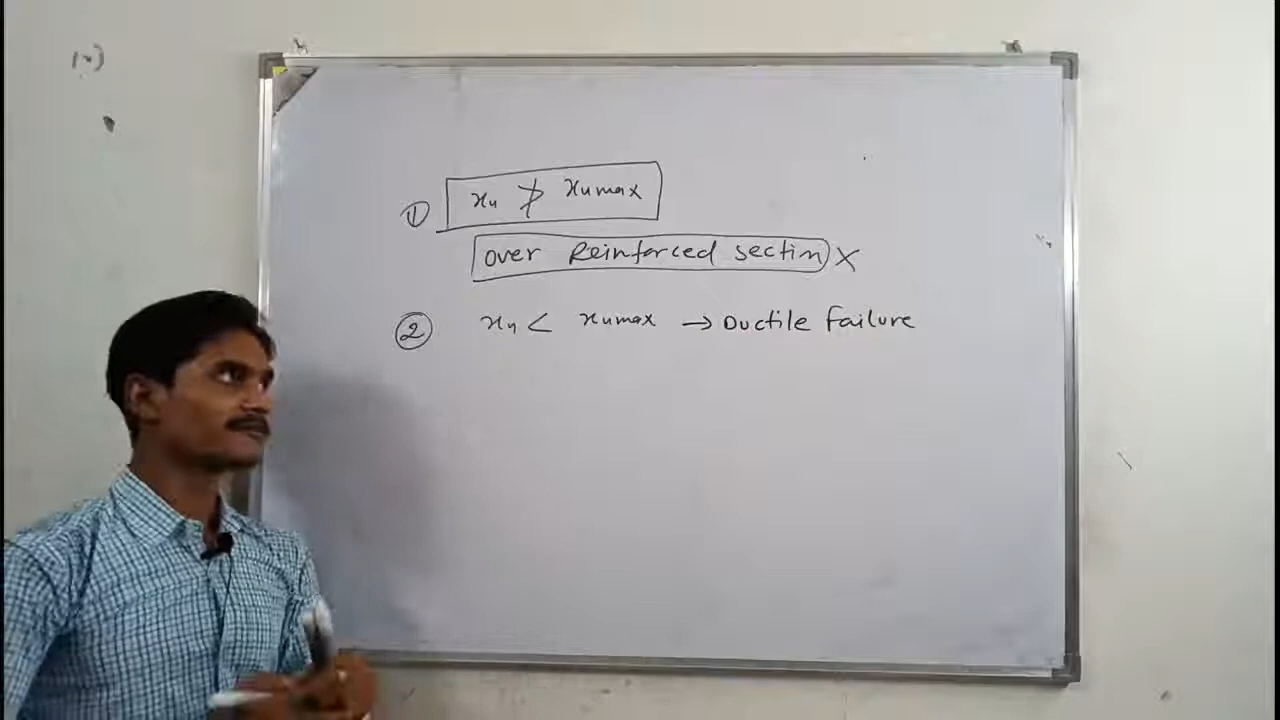 ① xu ≯ xumax
over Reinforced section X
② xu < xumax → Ductile failure